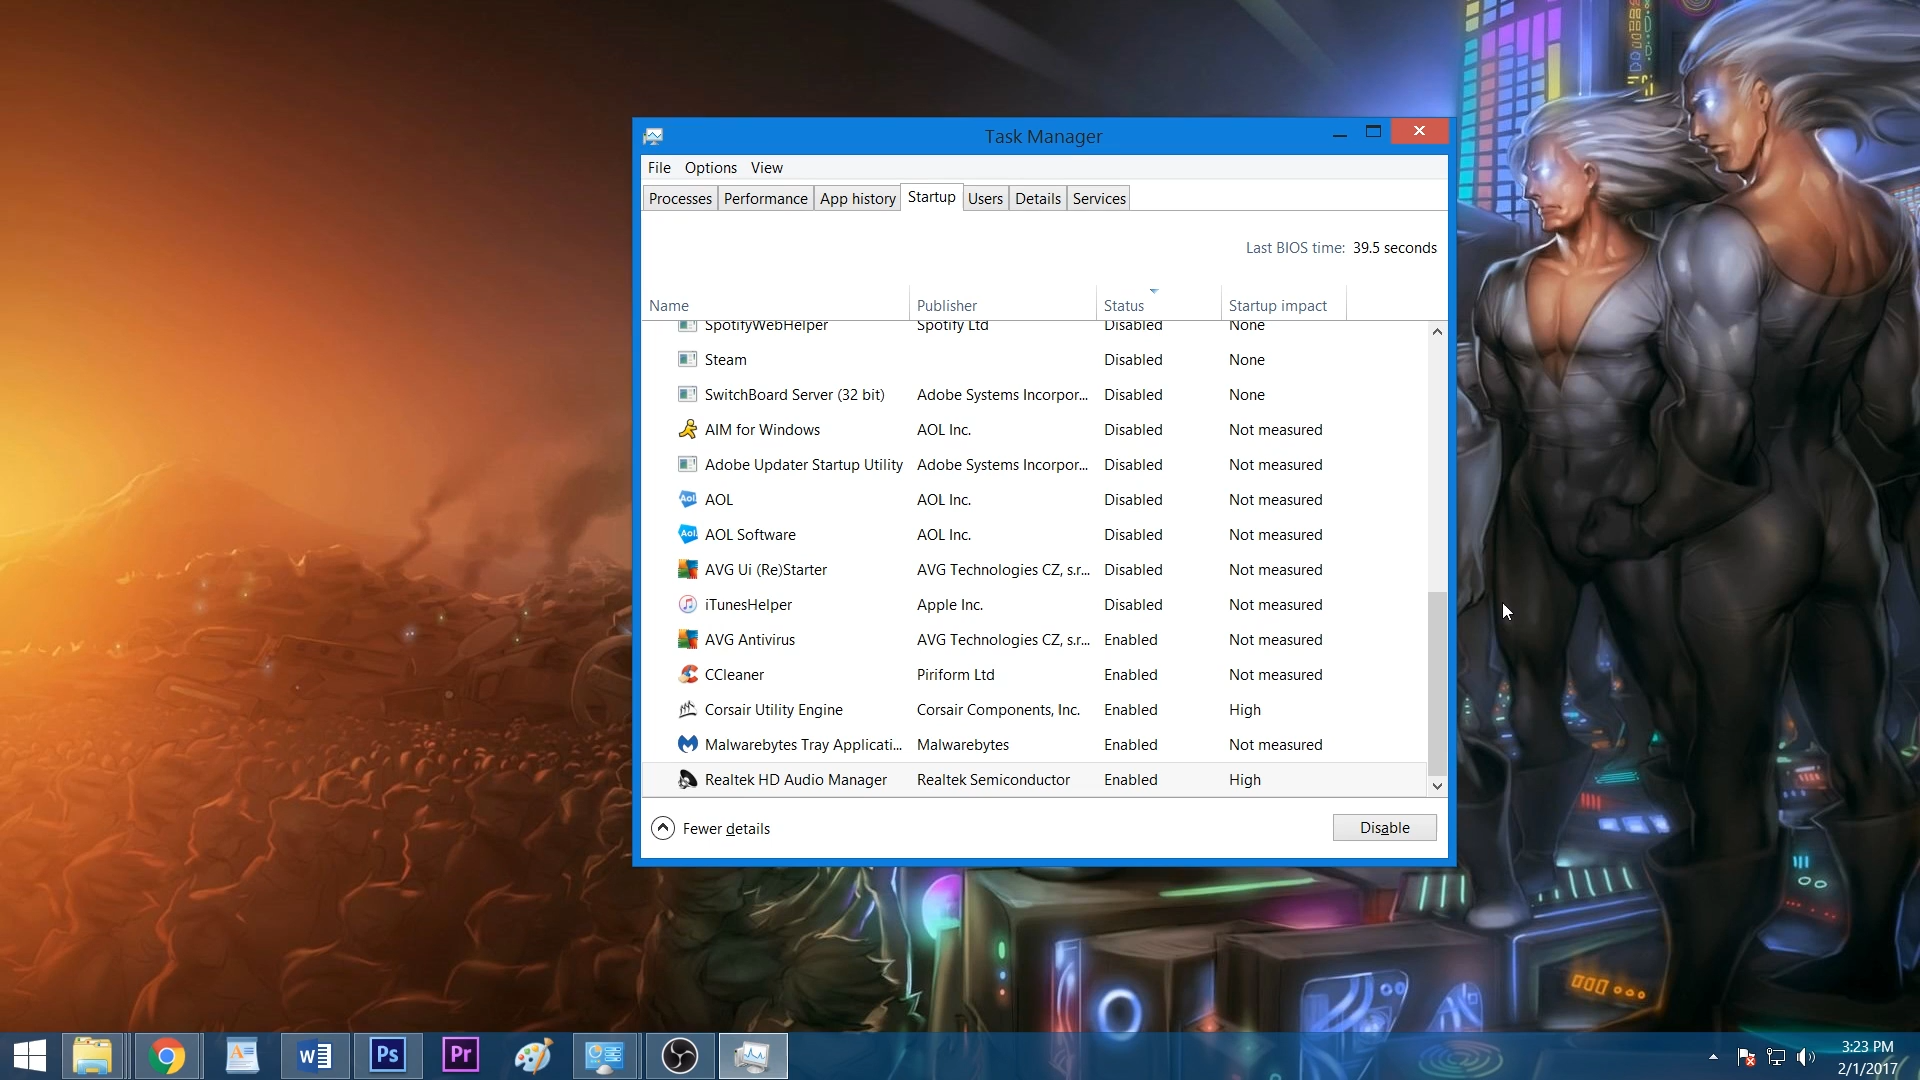 Task Manager
File Options View
Processes Performance App history Startup Users Details Services
Last BIOS time: 39.5 seconds
Name Publisher Status Startup impact
SpotifyWebHelper Spotify Ltd Disabled None
Steam Disabled None
SwitchBoard Server (32 bit) Adobe Systems Incorpor... Disabled None
AIM for Windows AOL Inc. Disabled Not measured
Adobe Updater Startup Utility Adobe Systems Incorpor... Disabled Not measured
Aol. AOL AOL Inc. Disabled Not measured
Aol. AOL Software AOL Inc. Disabled Not measured
AVG Ui (Re)Starter AVG Technologies CZ, s.r... Disabled Not measured
iTunesHelper Apple Inc. Disabled Not measured
AVG Antivirus AVG Technologies CZ, s.r... Enabled Not measured
CCleaner Piriform Ltd Enabled Not measured
Corsair Utility Engine Corsair Components, Inc. Enabled High
Malwarebytes Tray Applicati... Malwarebytes Enabled Not measured
Realtek HD Audio Manager Realtek Semiconductor Enabled High
Fewer details Disable
Ps Pr
3:23 PM
2/1/2017